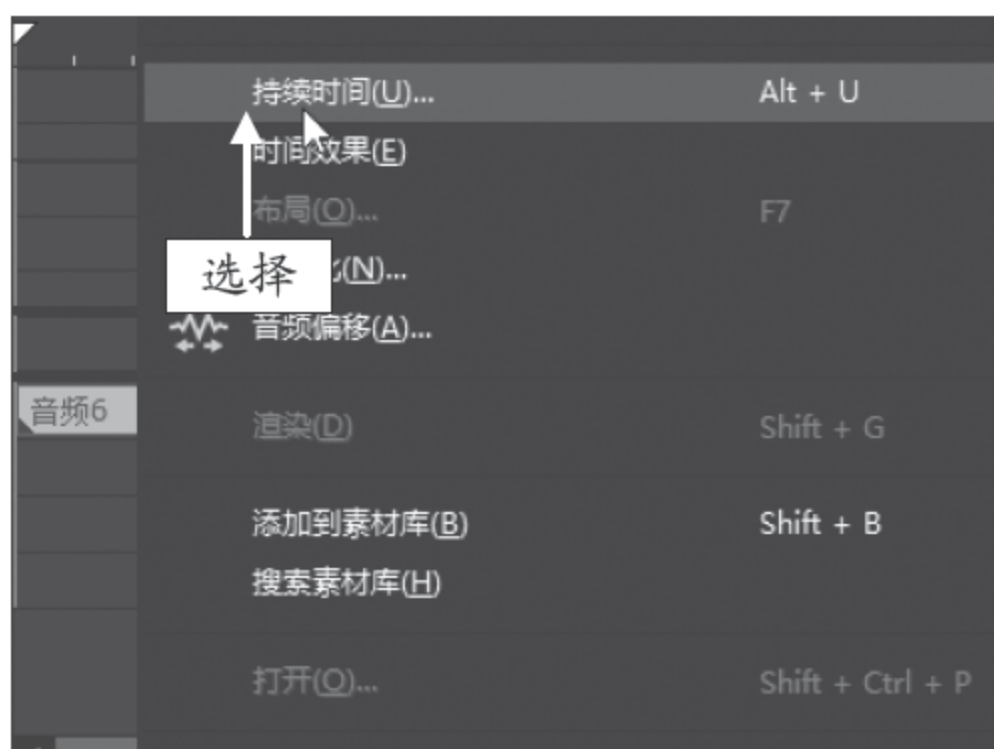 持续时间(U)... Alt + U
时间效果(E)
布局(O)... F7
选择
(N)...
音频偏移(A)...
音频6
渲染(D) Shift + G
添加到素材库(B) Shift + B
搜索素材库(H)
打开(O)... Shift + Ctrl + P